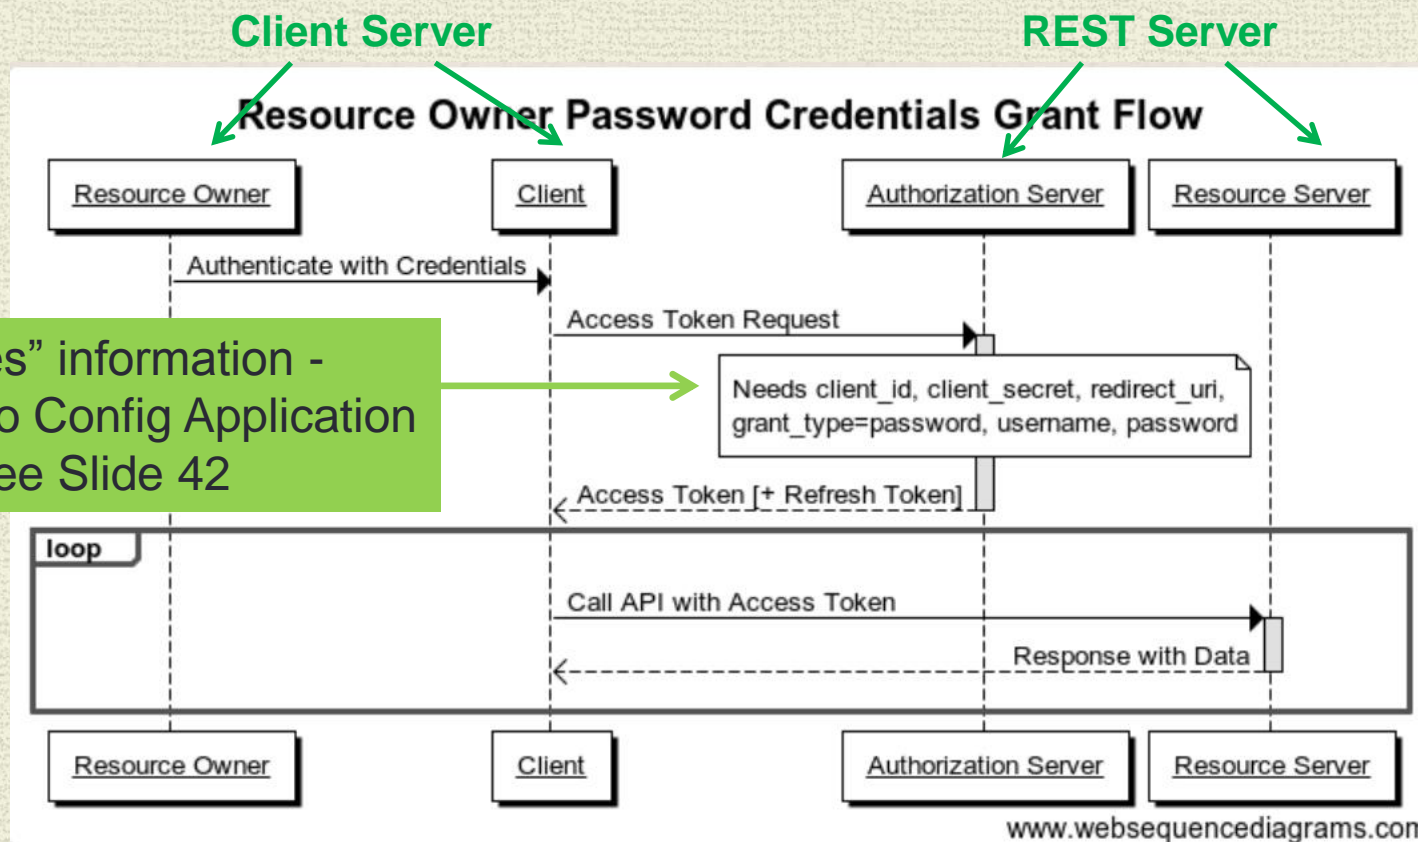 Client Server
REST Server
Resource Owner Password Credentials Grant Flow
Resource Owner
Client
Authorization Server
Resource Server
Authenticate with Credentials
Access Token Request
es” information -
o Config Application
ee Slide 42
Needs client_id, client_secret, redirect_uri,
grant_type=password, username, password
Access Token [+ Refresh Token]
loop
Call API with Access Token
Response with Data
Resource Owner
Client
Authorization Server
Resource Server
www.websequencediagrams.com